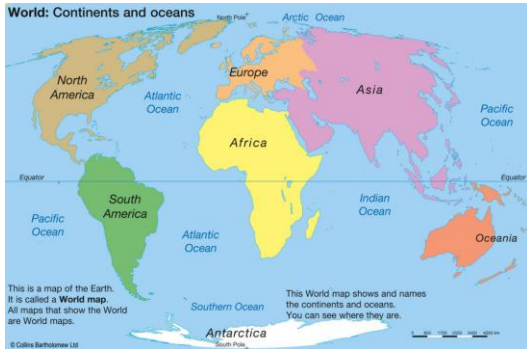 World: Continents and oceans
North Pole
Arctic Ocean
North
America
Europe
Asia
Atlantic
Ocean
Pacific
Ocean
Africa
Equator
Equator
South
America
Indian
Ocean
Pacific
Ocean
Atlantic
Ocean
Oceania
This is a map of the Earth.
It is called a World map.
All maps that show the World
are World maps.
Southern Ocean
This World map shows and names
the continents and oceans.
You can see where they are.
Antarctica
South Pole
© Collins Bartholomew Ltd